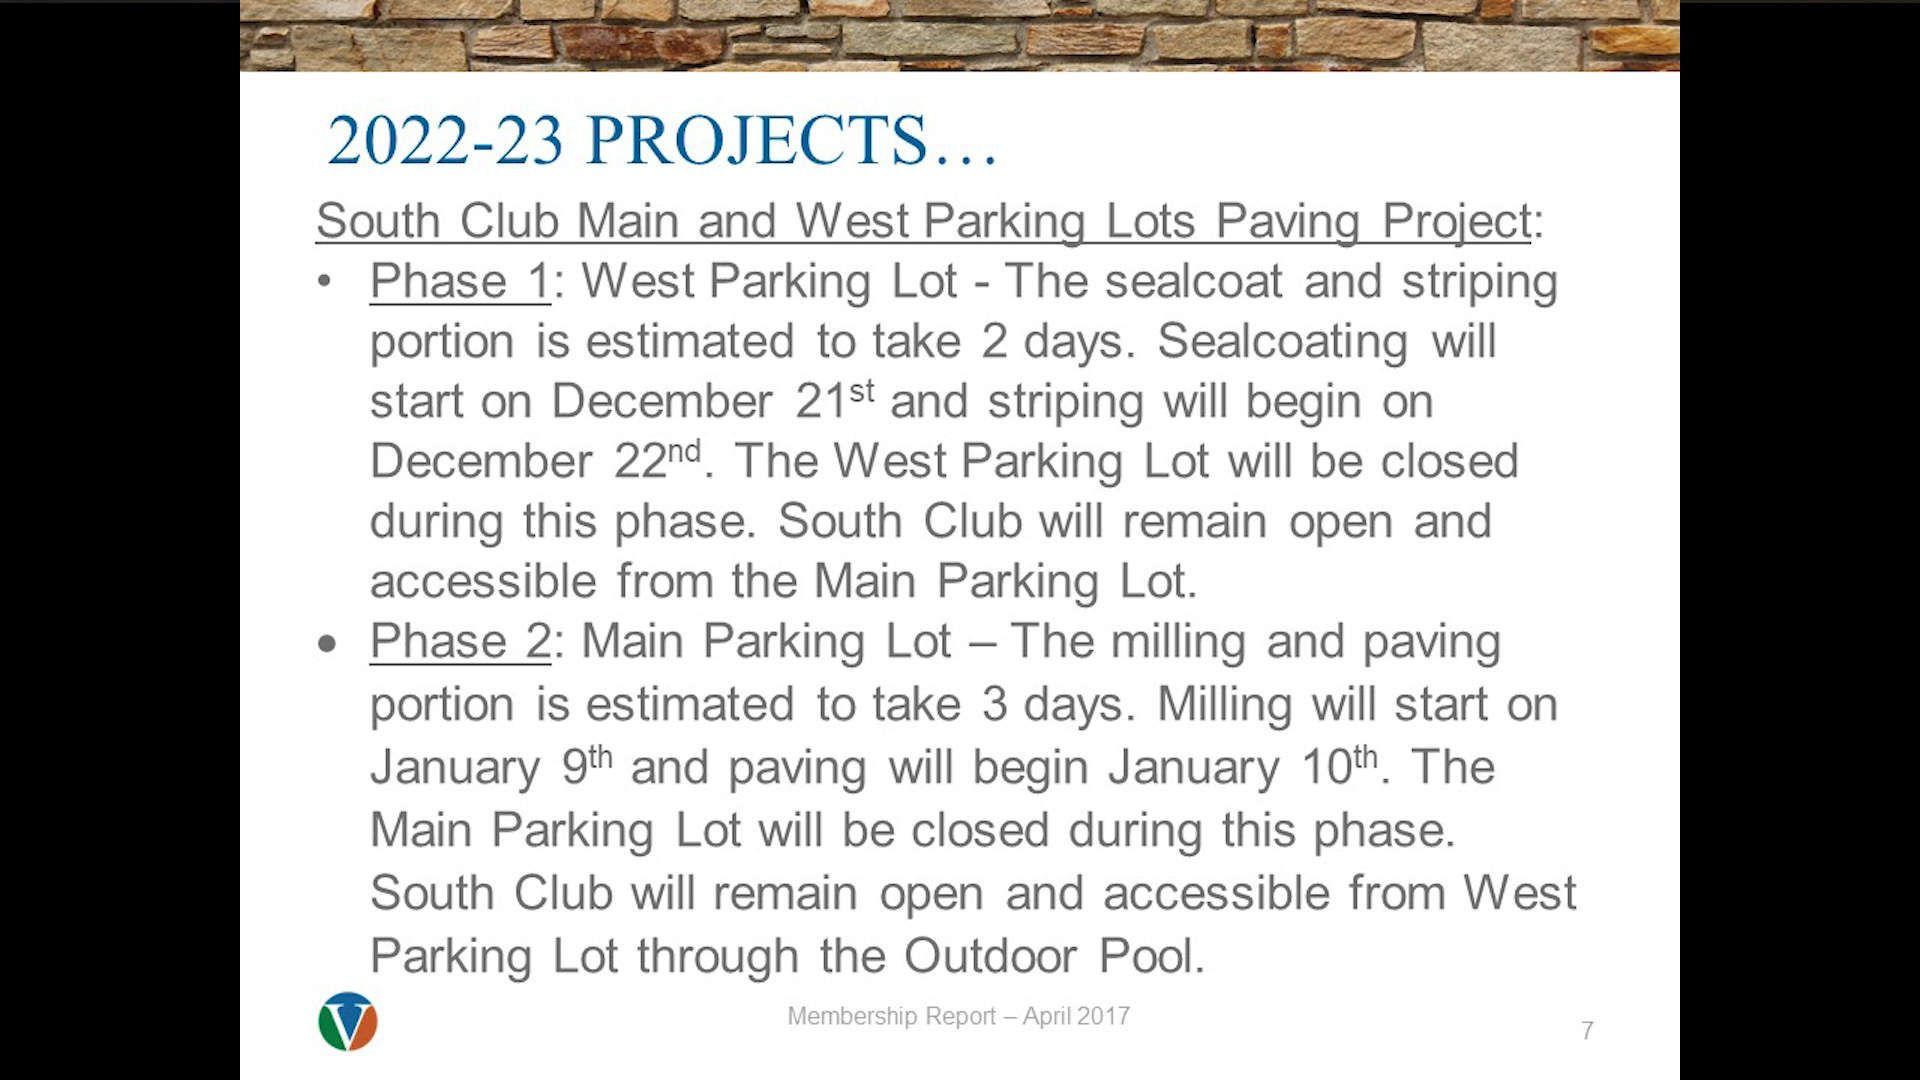 2022-23 PROJECTS…
South Club Main and West Parking Lots Paving Project:
• Phase 1: West Parking Lot - The sealcoat and striping
portion is estimated to take 2 days. Sealcoating will
start on December 21st and striping will begin on
December 22nd. The West Parking Lot will be closed
during this phase. South Club will remain open and
accessible from the Main Parking Lot.
• Phase 2: Main Parking Lot – The milling and paving
portion is estimated to take 3 days. Milling will start on
January 9th and paving will begin January 10th. The
Main Parking Lot will be closed during this phase.
South Club will remain open and accessible from West
Parking Lot through the Outdoor Pool.
V
Membership Report – April 2017
7